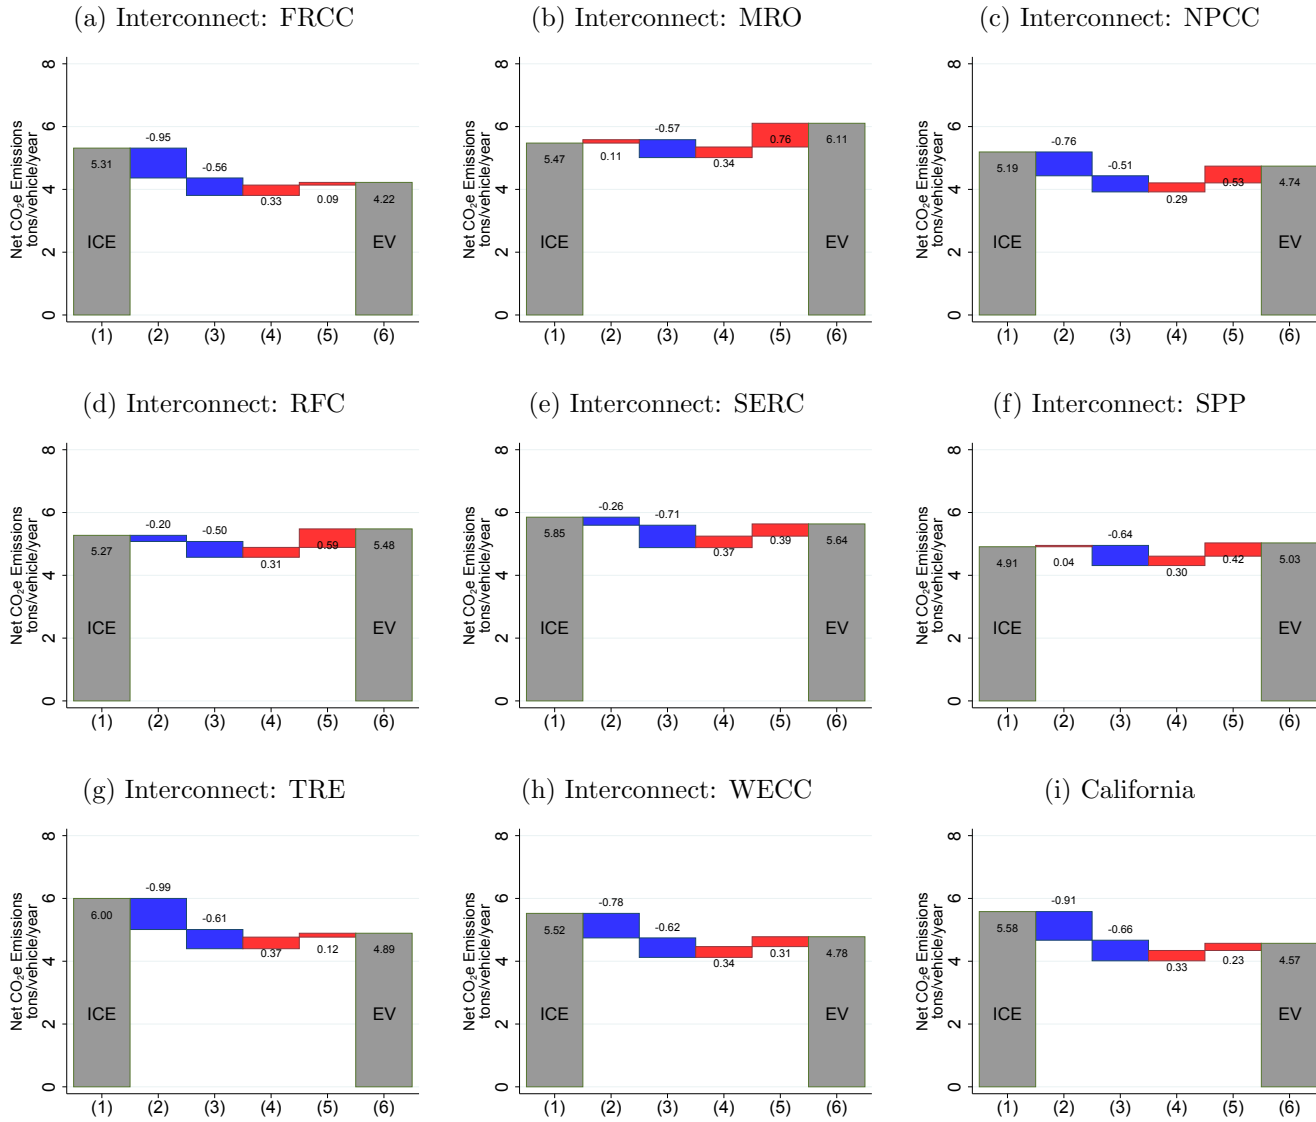 (a) Interconnect: FRCC
Net CO₂e Emissions
tons/vehicle/year
8
6
4
2
0
5.31
-0.95
-0.56
0.33
0.09
4.22
ICE
EV
(1) (2) (3) (4) (5) (6)
(b) Interconnect: MRO
Net CO₂e Emissions
tons/vehicle/year
8
6
4
2
0
5.47
0.11
-0.57
0.34
0.76
6.11
ICE
EV
(1) (2) (3) (4) (5) (6)
(c) Interconnect: NPCC
Net CO₂e Emissions
tons/vehicle/year
8
6
4
2
0
5.19
-0.76
-0.51
0.29
0.53
4.74
ICE
EV
(1) (2) (3) (4) (5) (6)
(d) Interconnect: RFC
Net CO₂e Emissions
tons/vehicle/year
8
6
4
2
0
5.27
-0.20
-0.50
0.31
0.59
5.48
ICE
EV
(1) (2) (3) (4) (5) (6)
(e) Interconnect: SERC
Net CO₂e Emissions
tons/vehicle/year
8
6
4
2
0
5.85
-0.26
-0.71
0.37
0.39
5.64
ICE
EV
(1) (2) (3) (4) (5) (6)
(f) Interconnect: SPP
Net CO₂e Emissions
tons/vehicle/year
8
6
4
2
0
4.91
0.04
-0.64
0.30
0.42
5.03
ICE
EV
(1) (2) (3) (4) (5) (6)
(g) Interconnect: TRE
Net CO₂e Emissions
tons/vehicle/year
8
6
4
2
0
6.00
-0.99
-0.61
0.37
0.12
4.89
ICE
EV
(1) (2) (3) (4) (5) (6)
(h) Interconnect: WECC
Net CO₂e Emissions
tons/vehicle/year
8
6
4
2
0
5.52
-0.78
-0.62
0.34
0.31
4.78
ICE
EV
(1) (2) (3) (4) (5) (6)
(i) California
Net CO₂e Emissions
tons/vehicle/year
8
6
4
2
0
5.58
-0.91
-0.66
0.33
0.23
4.57
ICE
EV
(1) (2) (3) (4) (5) (6)